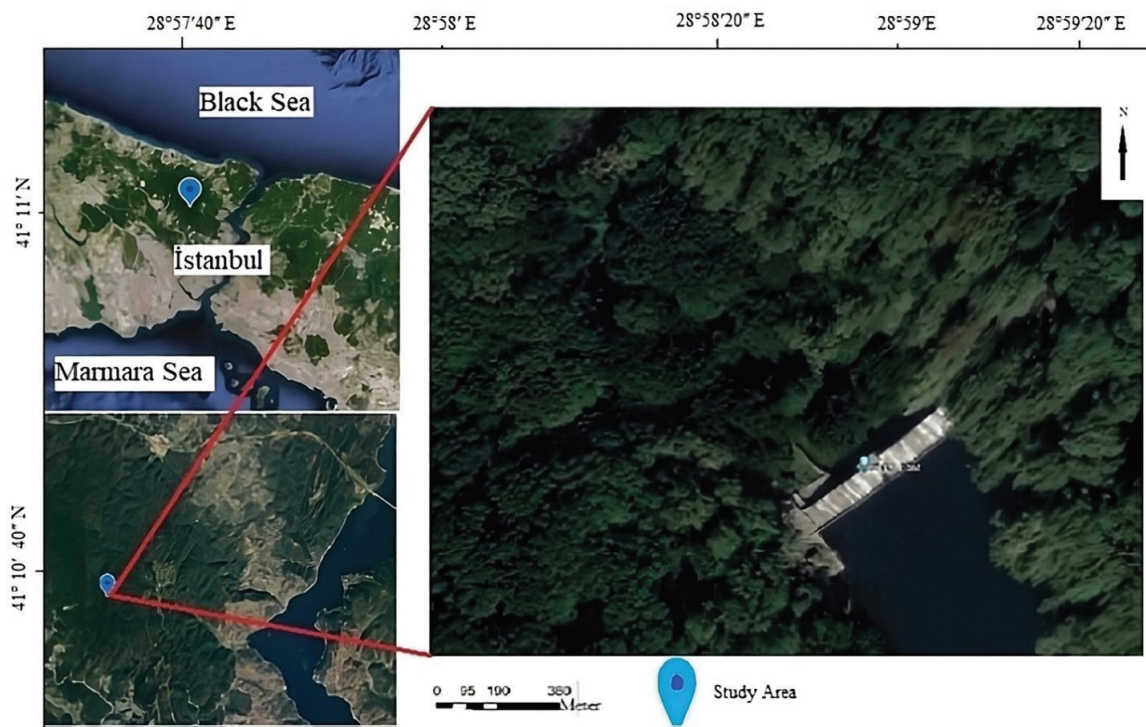 28°57'40" E
28°58' E
28°58'20" E
28°59' E
28°59'20" E
Black Sea
N
41° 11' N
İstanbul
Marmara Sea
41° 10' 40" N
0 95 190 380
Meter
Study Area